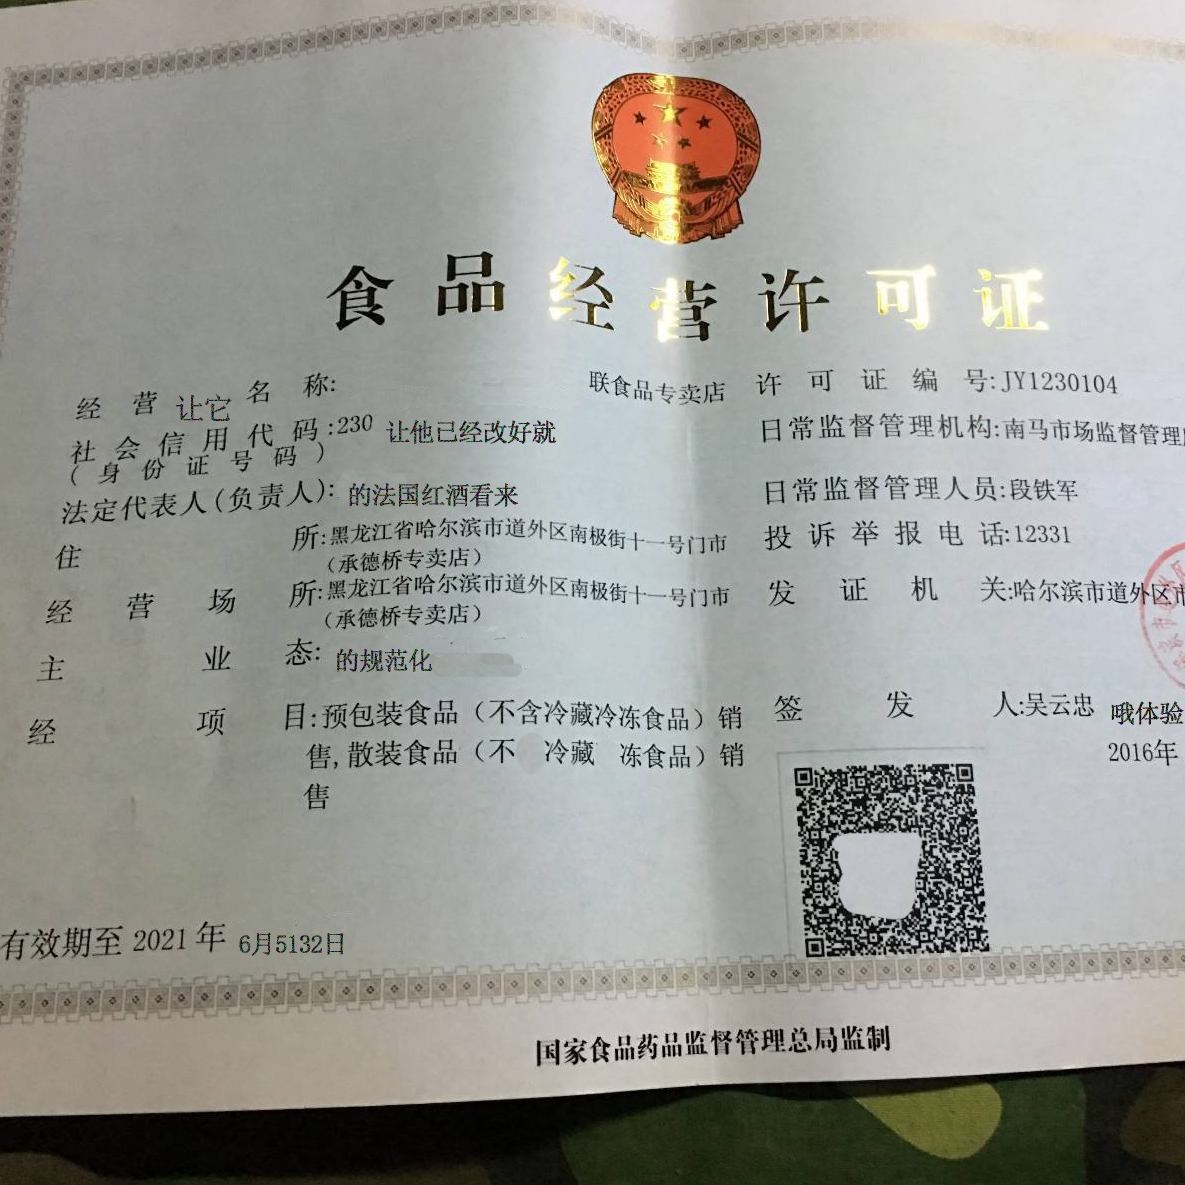 食品经营许可证
经营让它名称: 联食品专卖店
社会信用代码:230 让他已经改好就
(身份证号码)
法定代表人(负责人): 的法国红酒看来
住所:黑龙江省哈尔滨市道外区南极街十一号门市
(承德桥专卖店)
经营场所:黑龙江省哈尔滨市道外区南极街十一号门市
(承德桥专卖店)
主业态: 的规范化
经项目:预包装食品(不含冷藏冷冻食品)销
售,散装食品(不 冷藏 冻食品)销
售
许可证编号:JY1230104
日常监督管理机构:南马市场监督管理
日常监督管理人员:段铁军
投诉举报电话:12331
发证机关:哈尔滨市道外区市
签发人:吴云忠
哦体验
2016年
有效期至 2021年 6月5132日
国家食品药品监督管理总局监制